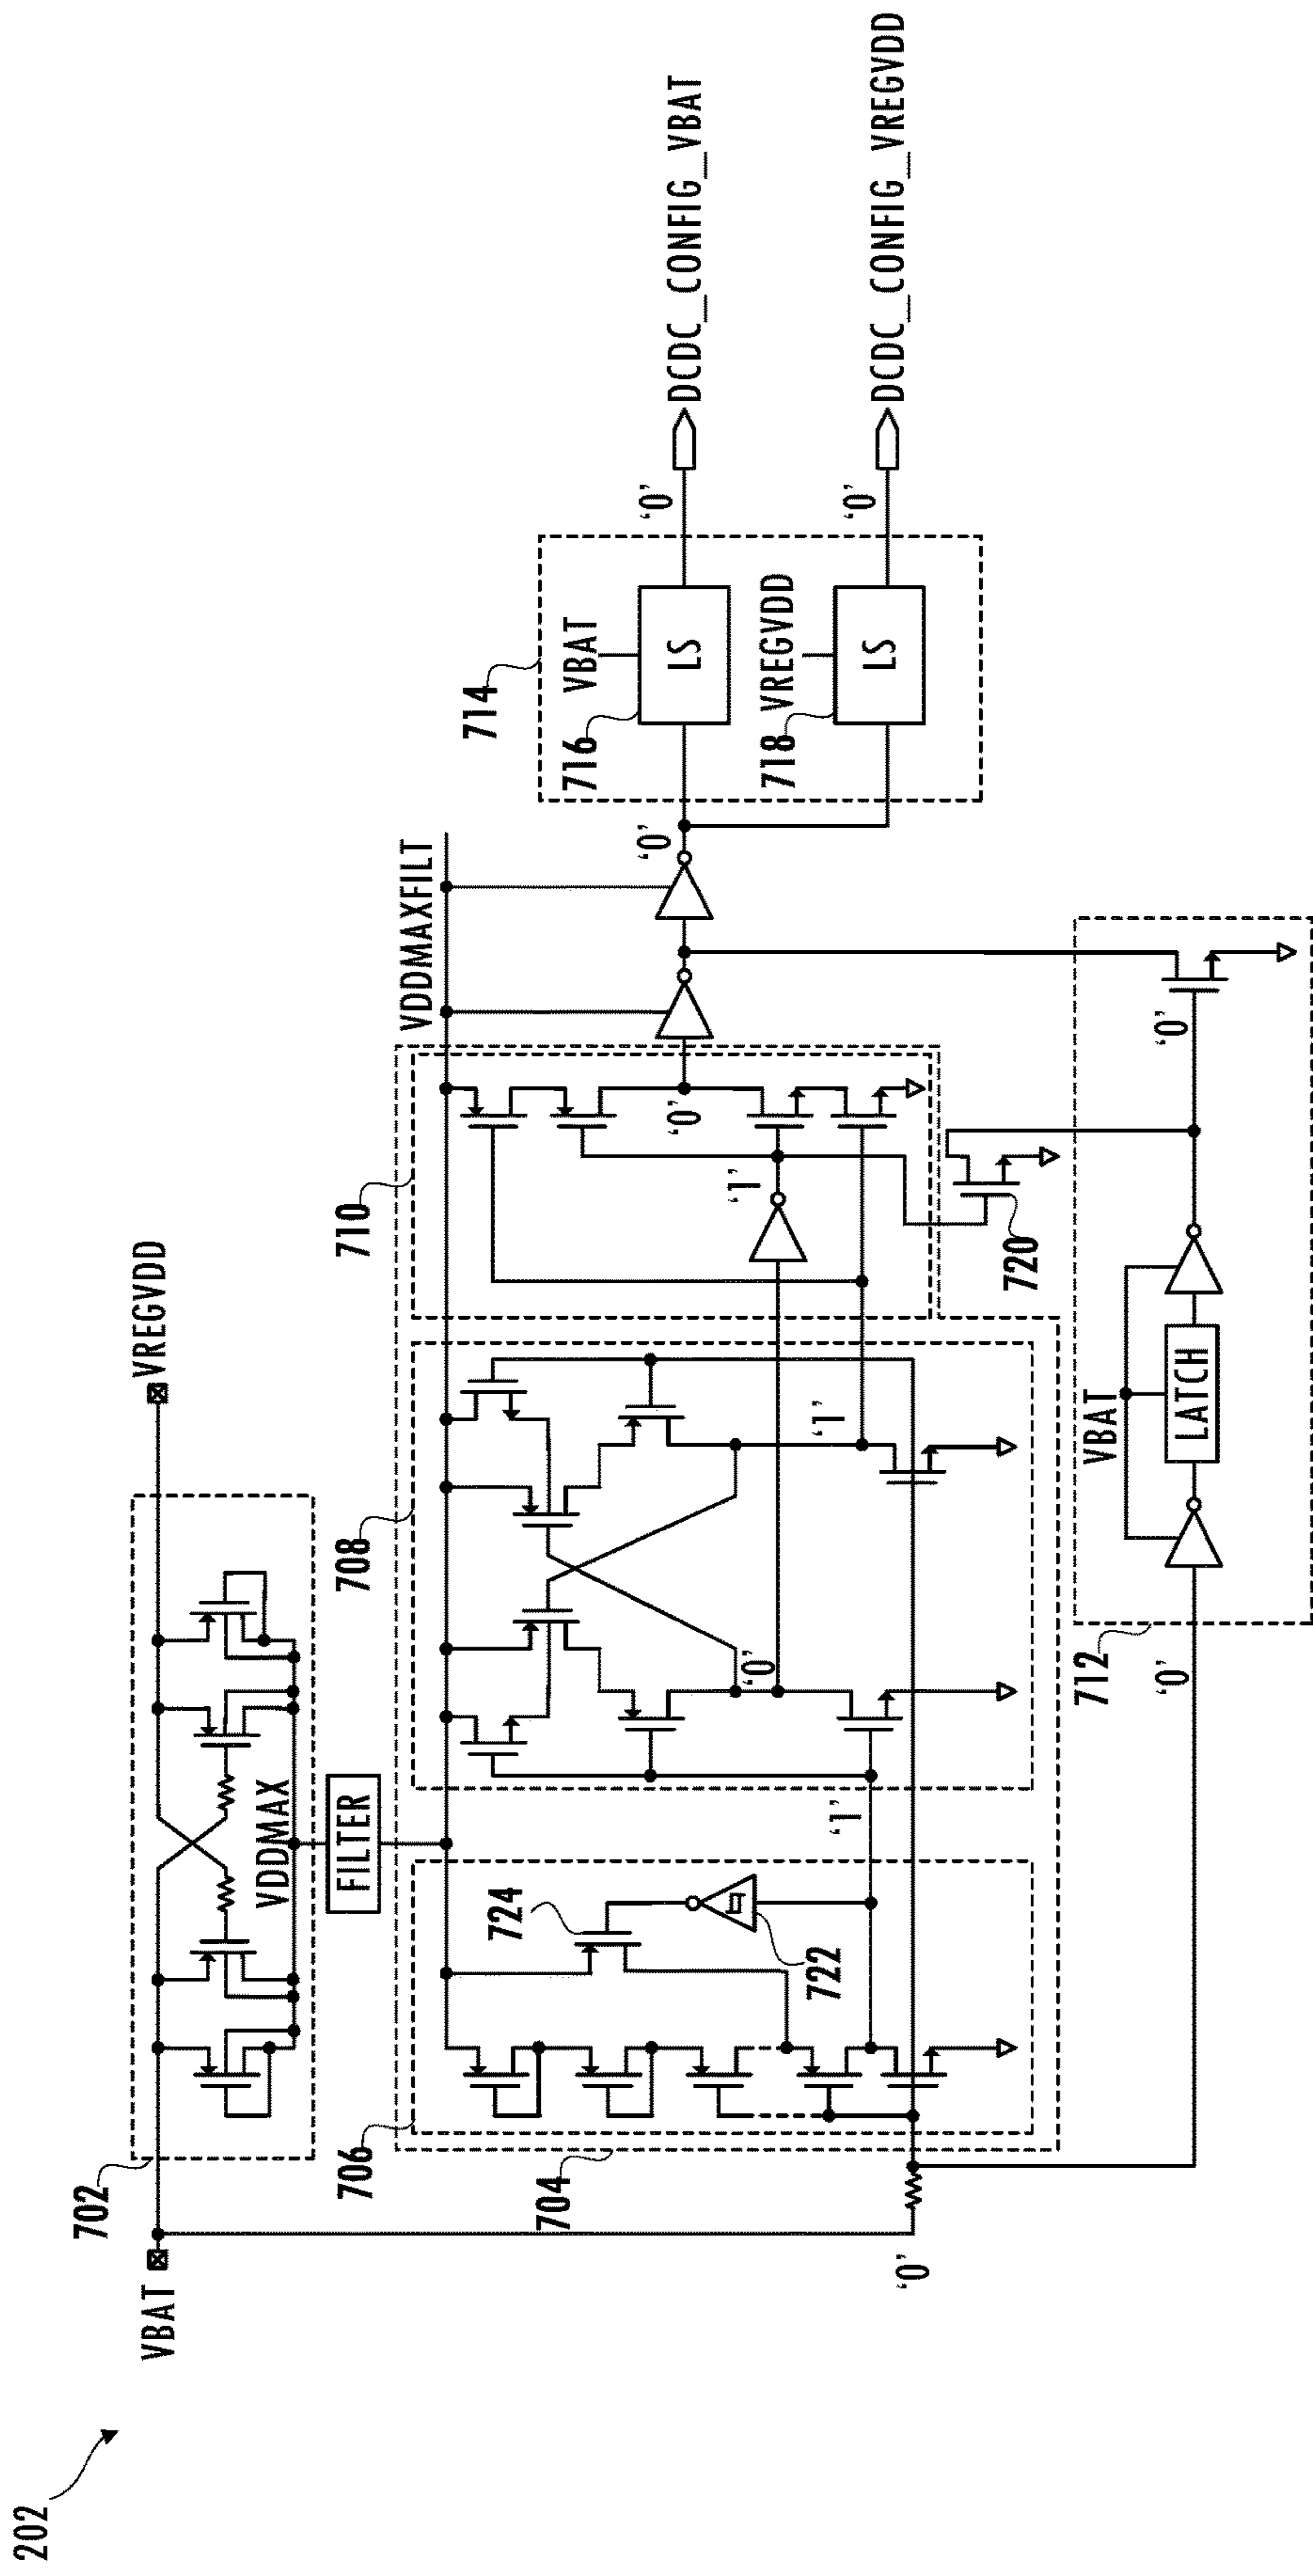 202
VBAT
VREGVDD
702
VDDMAX
FILTER
VDDMAXFILT
704
706
724
722
'1'
'0'
708
'0'
'1'
710
'1'
'0'
720
'0'
714
VBAT
716
LS
'0'
DCDC_CONFIG_VBAT
VREGVDD
718
LS
'0'
DCDC_CONFIG_VREGVDD
712
'0'
VBAT
LATCH
'0'